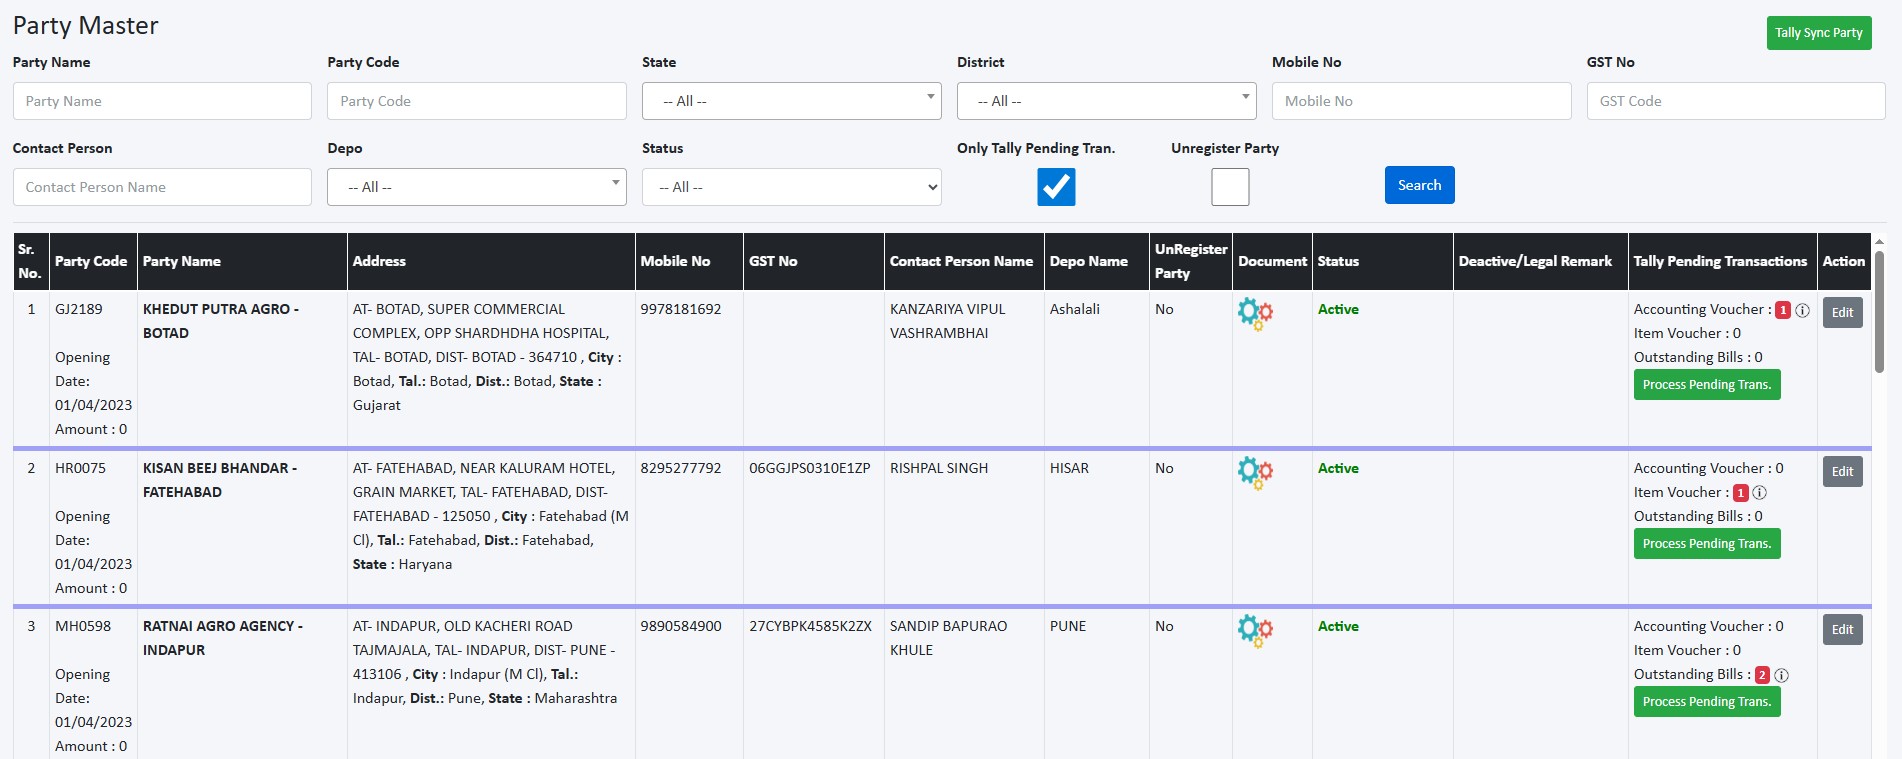 Party Master
Tally Sync Party
Party Name
Party Code
State
District
Mobile No
GST No
Party Name
Party Code
-- All --
-- All --
Mobile No
GST Code
Contact Person
Depo
Status
Only Tally Pending Tran.
Unregister Party
Contact Person Name
-- All --
-- All --
Search
Sr. No.
Party Code
Party Name
Address
Mobile No
GST No
Contact Person Name
Depo Name
UnRegister Party
Document
Status
Deactive/Legal Remark
Tally Pending Transactions
Action
1
GJ2189
Opening
Date:
01/04/2023
Amount : 0
KHEDUT PUTRA AGRO -
BOTAD
AT- BOTAD, SUPER COMMERCIAL
COMPLEX, OPP SHARDHDHA HOSPITAL,
TAL- BOTAD, DIST- BOTAD - 364710 , City :
Botad, Tal.: Botad, Dist.: Botad, State :
Gujarat
9978181692
KANZARIYA VIPUL
VASHRAMBHAI
Ashalali
No
Active
Accounting Voucher : 1
Item Voucher : 0
Outstanding Bills : 0
Process Pending Trans.
Edit
2
HR0075
Opening
Date:
01/04/2023
Amount : 0
KISAN BEEJ BHANDAR -
FATEHABAD
AT- FATEHABAD, NEAR KALURAM HOTEL,
GRAIN MARKET, TAL- FATEHABAD, DIST-
FATEHABAD - 125050 , City : Fatehabad (M
Cl), Tal.: Fatehabad, Dist.: Fatehabad,
State : Haryana
8295277792
06GGJPS0310E1ZP
RISHPAL SINGH
HISAR
No
Active
Accounting Voucher : 0
Item Voucher : 1
Outstanding Bills : 0
Process Pending Trans.
Edit
3
MH0598
Opening
Date:
01/04/2023
Amount : 0
RATNAI AGRO AGENCY -
INDAPUR
AT- INDAPUR, OLD KACHERI ROAD
TAJMAJALA, TAL- INDAPUR, DIST- PUNE -
413106 , City : Indapur (M Cl), Tal.:
Indapur, Dist.: Pune, State : Maharashtra
9890584900
27CYBPK4585K2ZX
SANDIP BAPURAO
KHULE
PUNE
No
Active
Accounting Voucher : 0
Item Voucher : 0
Outstanding Bills : 2
Process Pending Trans.
Edit